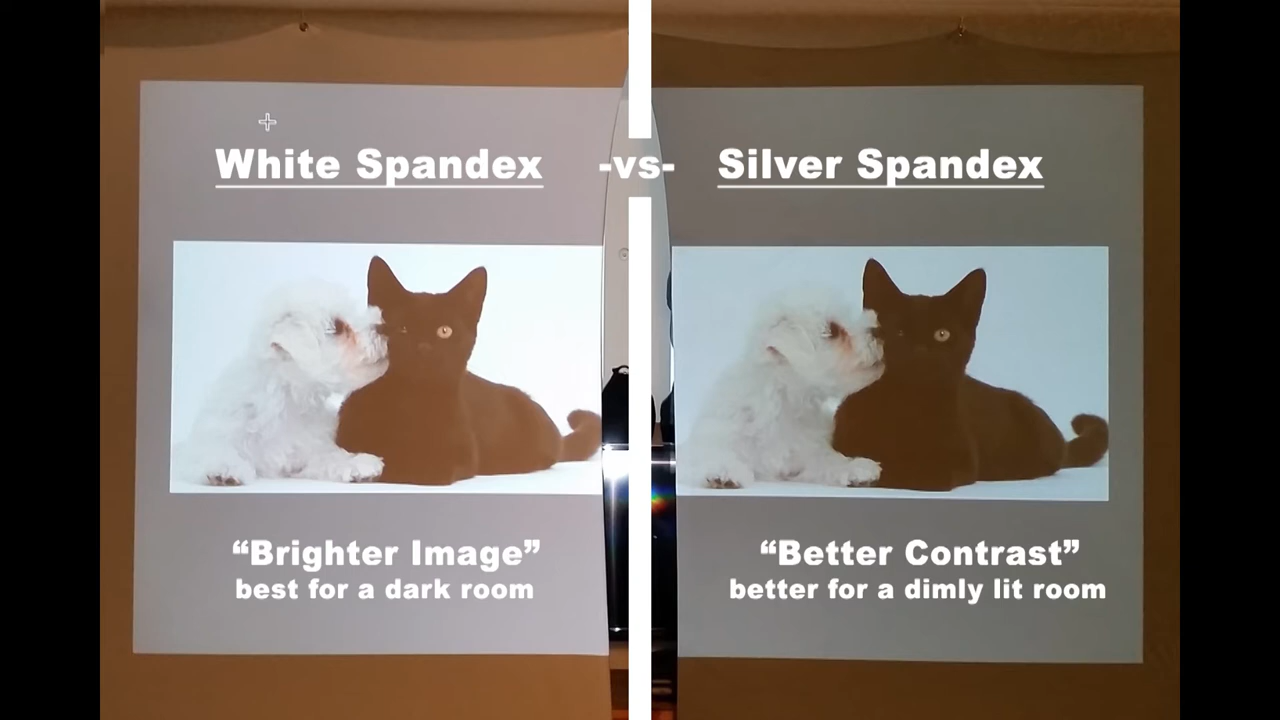 White Spandex -vs- Silver Spandex
“Brighter Image”
best for a dark room
“Better Contrast”
better for a dimly lit room